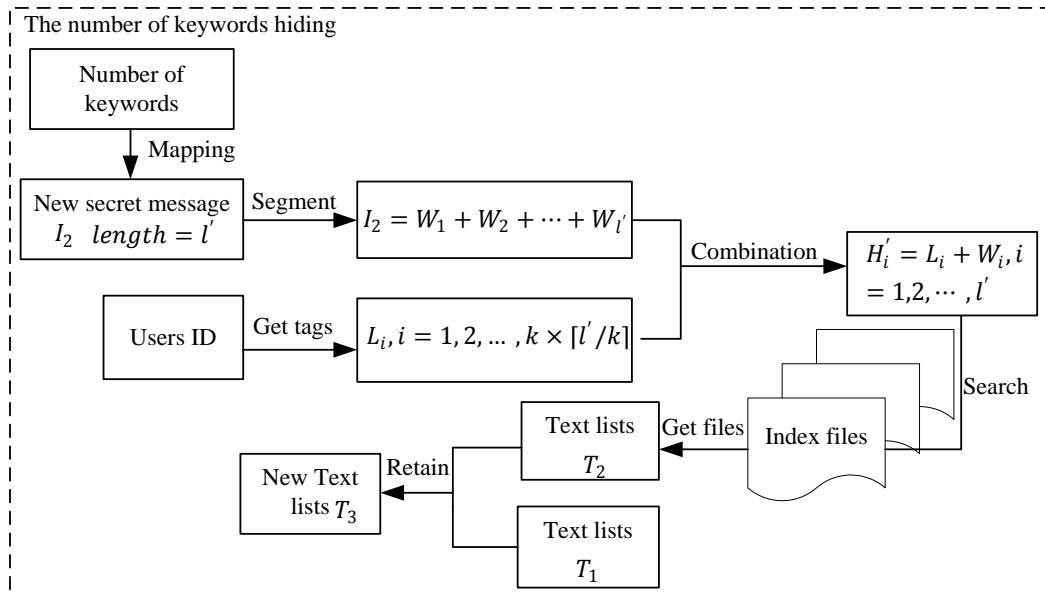 The number of keywords hiding
Number of
keywords
Mapping
New secret message
I₂ length = l′
Segment
I₂ = W₁ + W₂ + ⋯ + Wₗ′
Combination
H′ᵢ = Lᵢ + Wᵢ, i
= 1,2, ⋯ , l′
Users ID
Get tags
Lᵢ, i = 1, 2, … , k × ⌈l′/k⌉
Search
Index files
Get files
Text lists
T₂
Retain
New Text
lists T₃
Text lists
T₁